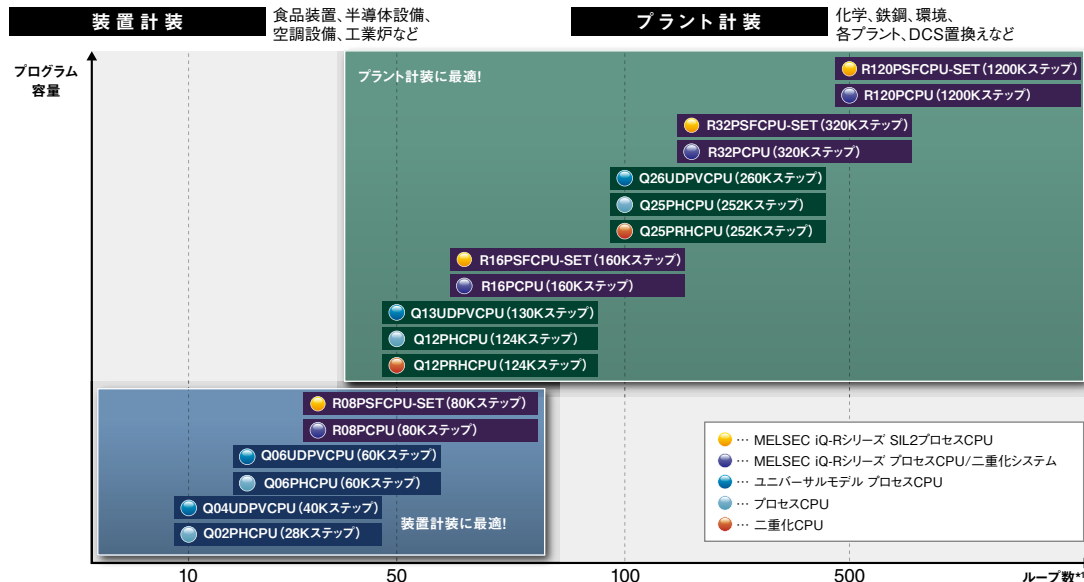 装置計装
食品装置、半導体設備、
空調設備、工業炉など
プラント計装
化学、鉄鋼、環境、
各プラント、DCS置換えなど
プログラム
容量
プラント計装に最適!
R120PSFCPU-SET(1200Kステップ)
R120PCPU(1200Kステップ)
R32PSFCPU-SET(320Kステップ)
R32PCPU(320Kステップ)
Q26UDPVCPU(260Kステップ)
Q25PHCPU(252Kステップ)
Q25PRHCPU(252Kステップ)
R16PSFCPU-SET(160Kステップ)
R16PCPU(160Kステップ)
Q13UDPVCPU(130Kステップ)
Q12PHCPU(124Kステップ)
Q12PRHCPU(124Kステップ)
R08PSFCPU-SET(80Kステップ)
R08PCPU(80Kステップ)
Q06UDPVCPU(60Kステップ)
Q06PHCPU(60Kステップ)
Q04UDPVCPU(40Kステップ)
Q02PHCPU(28Kステップ)
装置計装に最適!
… MELSEC iQ-Rシリーズ SIL2プロセスCPU
… MELSEC iQ-Rシリーズ プロセスCPU/二重化システム
… ユニバーサルモデル プロセスCPU
… プロセスCPU
… 二重化CPU
10 50 100 500 ループ数*1